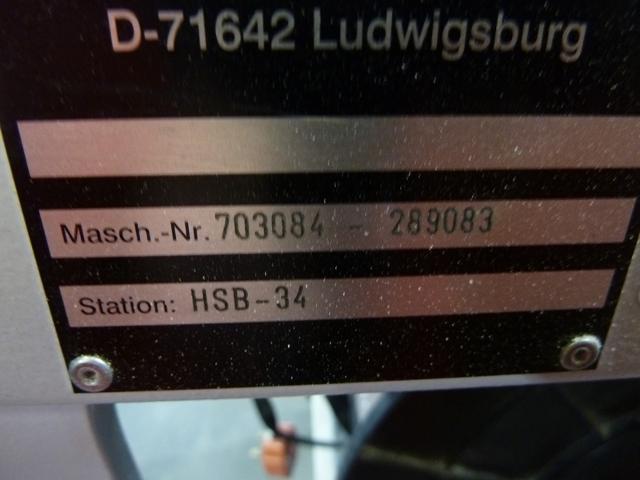 D-71642 Ludwigsburg
Masch.-Nr. 703084 - 289083
Station: HSB-34